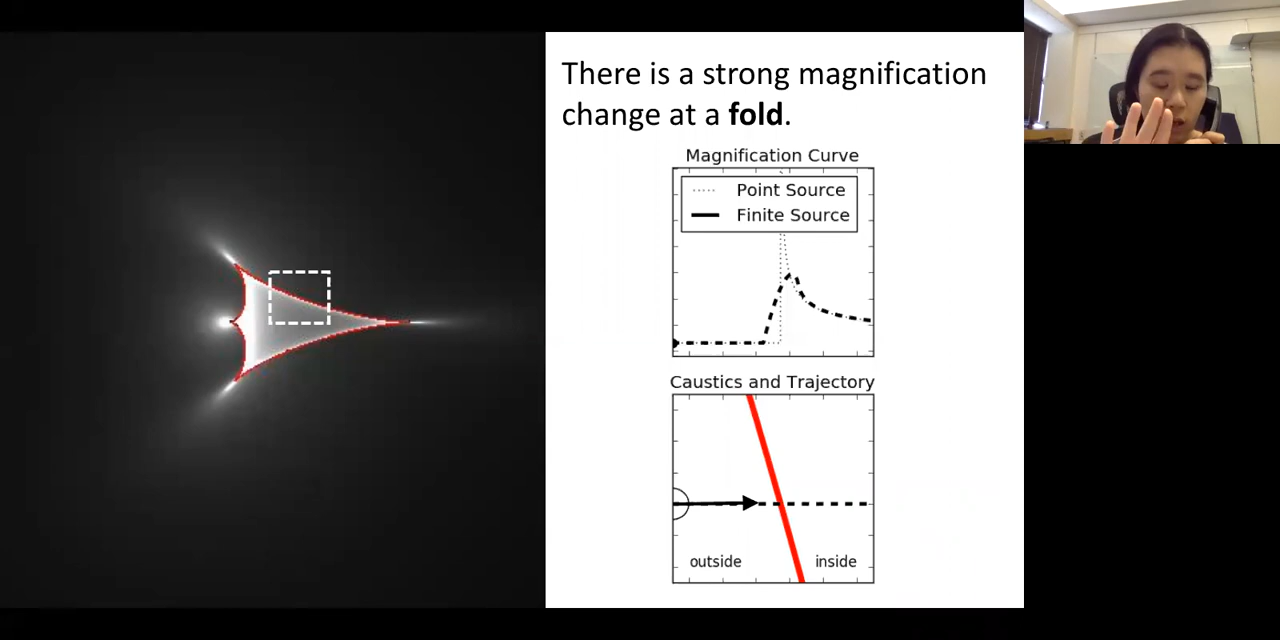 There is a strong magnification
change at a fold.
Magnification Curve
Point Source
Finite Source
Caustics and Trajectory
outside
inside